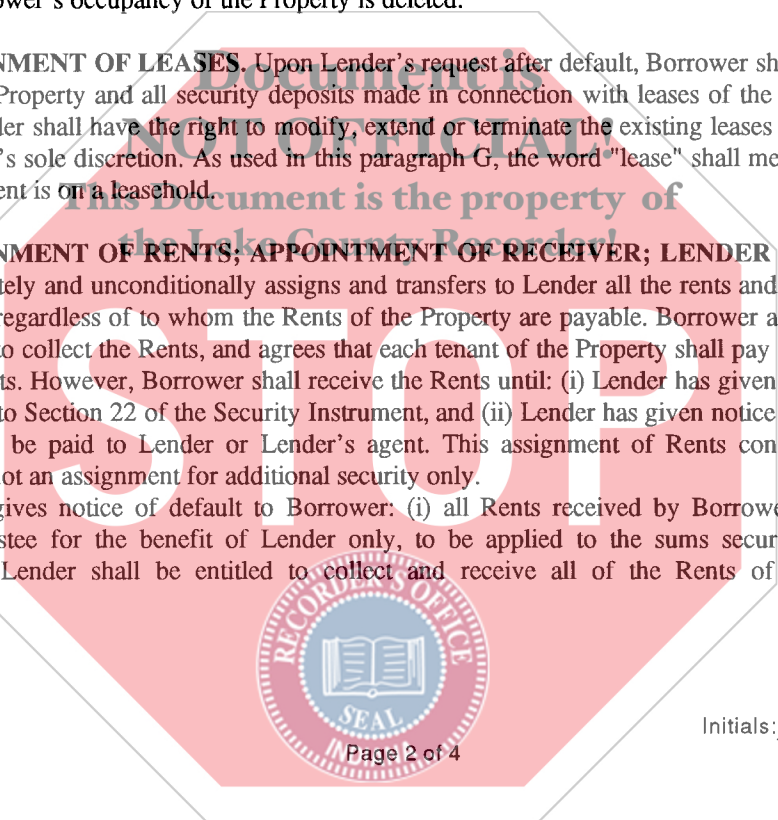 ower's occupancy of the Property is deleted.
NMENT OF LEASES. Upon Lender's request after default, Borrower sh
Property and all security deposits made in connection with leases of the
der shall have the right to modify, extend or terminate the existing leases
's sole discretion. As used in this paragraph G, the word "lease" shall me
ent is on a leasehold.
NMENT OF RENTS; APPOINTMENT OF RECEIVER; LENDER
tely and unconditionally assigns and transfers to Lender all the rents and
regardless of to whom the Rents of the Property are payable. Borrower a
to collect the Rents, and agrees that each tenant of the Property shall pay
ts. However, Borrower shall receive the Rents until: (i) Lender has given
to Section 22 of the Security Instrument, and (ii) Lender has given notice
be paid to Lender or Lender's agent. This assignment of Rents con
ot an assignment for additional security only.
gives notice of default to Borrower: (i) all Rents received by Borrowe
stee for the benefit of Lender only, to be applied to the sums secur
Lender shall be entitled to collect and receive all of the Rents of
Initials:
Page 2 of 4
Document is
NOT OFFICIAL!
This Document is the property of
the Lake County Recorder!
STOP
RECORDER'S OFFICE
SEAL
INDIANA